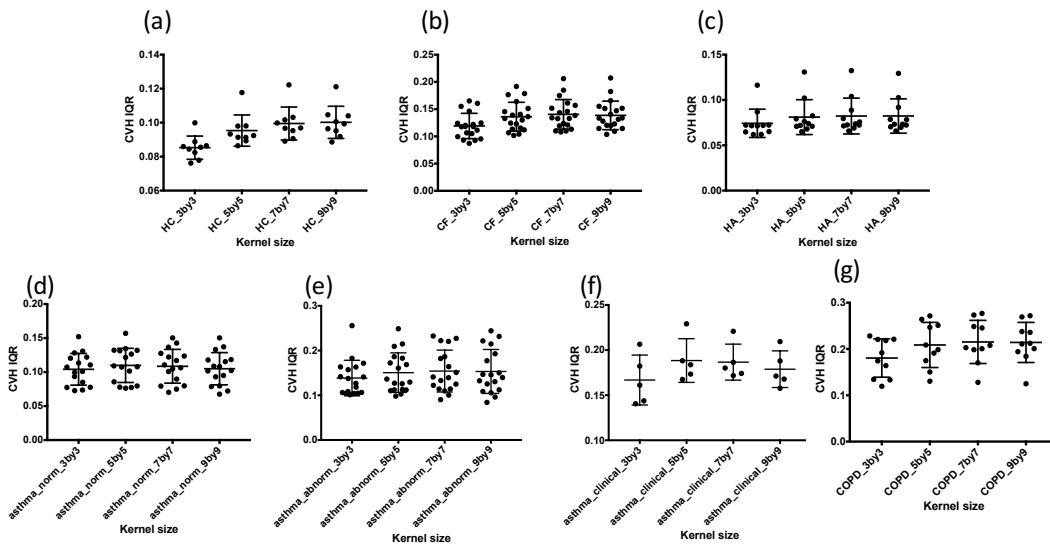 (a)
CVH IQR
0.14
0.12
0.10
0.08
0.06
HC_3by3
HC_5by5
HC_7by7
HC_9by9
Kernel size
(b)
CVH IQR
0.25
0.20
0.15
0.10
0.05
0.00
CF_3by3
CF_5by5
CF_7by7
CF_9by9
Kernel size
(c)
CVH IQR
0.15
0.10
0.05
0.00
HA_3by3
HA_5by5
HA_7by7
HA_9by9
Kernel size
(d)
CVH IQR
0.20
0.15
0.10
0.05
0.00
asthma_norm_3by3
asthma_norm_5by5
asthma_norm_7by7
asthma_norm_9by9
Kernel size
(e)
CVH IQR
0.3
0.2
0.1
0.0
asthma_abnorm_3by3
asthma_abnorm_5by5
asthma_abnorm_7by7
asthma_abnorm_9by9
Kernel size
(f)
CVH IQR
0.25
0.20
0.15
0.10
asthma_clinical_3by3
asthma_clinical_5by5
asthma_clinical_7by7
asthma_clinical_9by9
Kernel size
(g)
CVH IQR
0.3
0.2
0.1
0.0
COPD_3by3
COPD_5by5
COPD_7by7
COPD_9by9
Kernel size